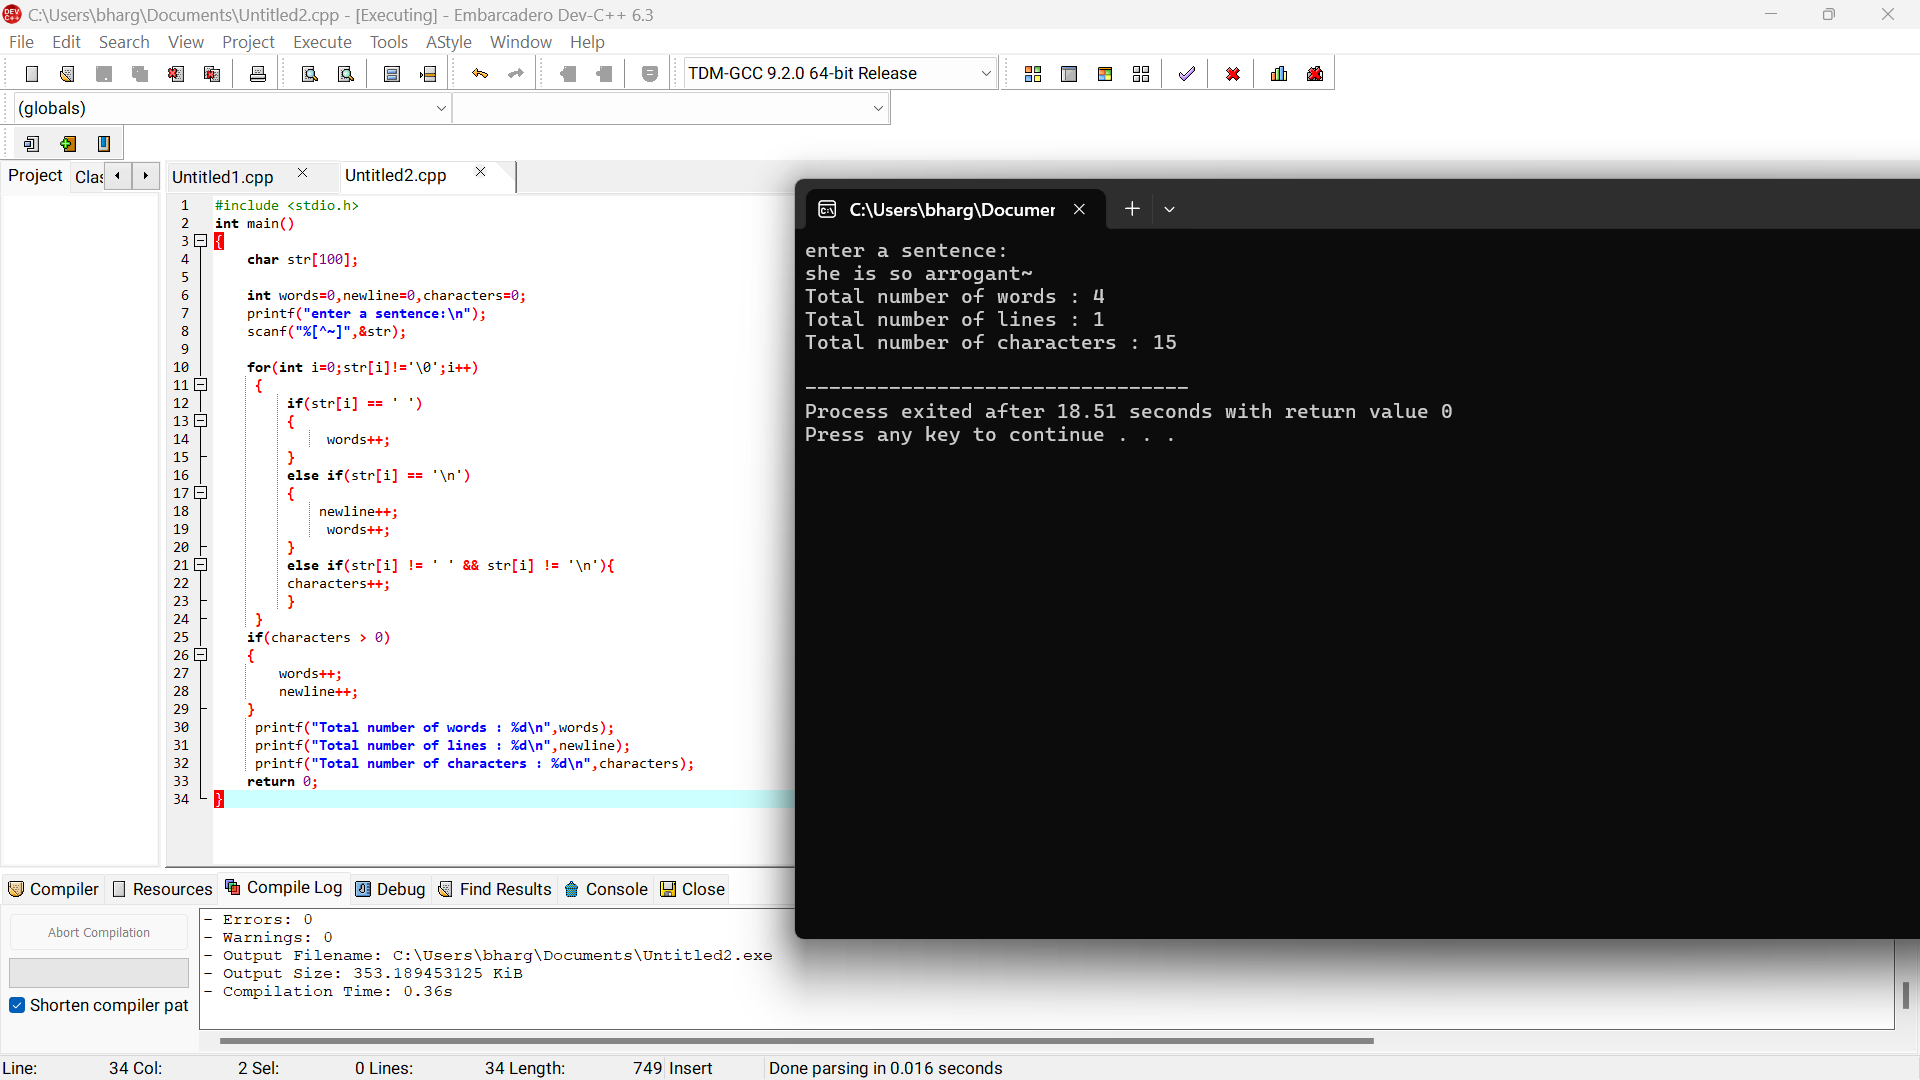 C:\Users\bharg\Documents\Untitled2.cpp - [Executing] - Embarcadero Dev-C++ 6.3
File Edit Search View Project Execute Tools AStyle Window Help
TDM-GCC 9.2.0 64-bit Release
(globals)
Project Clas
Untitled1.cpp Untitled2.cpp
1 #include <stdio.h>
2 int main()
3 {
4 char str[100];
5
6 int words=0,newline=0,characters=0;
7 printf("enter a sentence:\n");
8 scanf("%[^~]",&str);
9
10 for(int i=0;str[i]!='\0';i++)
11 {
12 if(str[i] == ' ')
13 {
14 words++;
15 }
16 else if(str[i] == '\n')
17 {
18 newline++;
19 words++;
20 }
21 else if(str[i] != ' ' && str[i] != '\n'){
22 characters++;
23 }
24 }
25 if(characters > 0)
26 {
27 words++;
28 newline++;
29 }
30 printf("Total number of words : %d\n",words);
31 printf("Total number of lines : %d\n",newline);
32 printf("Total number of characters : %d\n",characters);
33 return 0;
34 }
C:\Users\bharg\Documer
enter a sentence:
she is so arrogant~
Total number of words : 4
Total number of lines : 1
Total number of characters : 15
--------------------------------
Process exited after 18.51 seconds with return value 0
Press any key to continue . . .
Compiler Resources Compile Log Debug Find Results Console Close
Abort Compilation
Shorten compiler pat
- Errors: 0
- Warnings: 0
- Output Filename: C:\Users\bharg\Documents\Untitled2.exe
- Output Size: 353.189453125 KiB
- Compilation Time: 0.36s
Line: 34 Col: 2 Sel: 0 Lines: 34 Length: 749 Insert Done parsing in 0.016 seconds